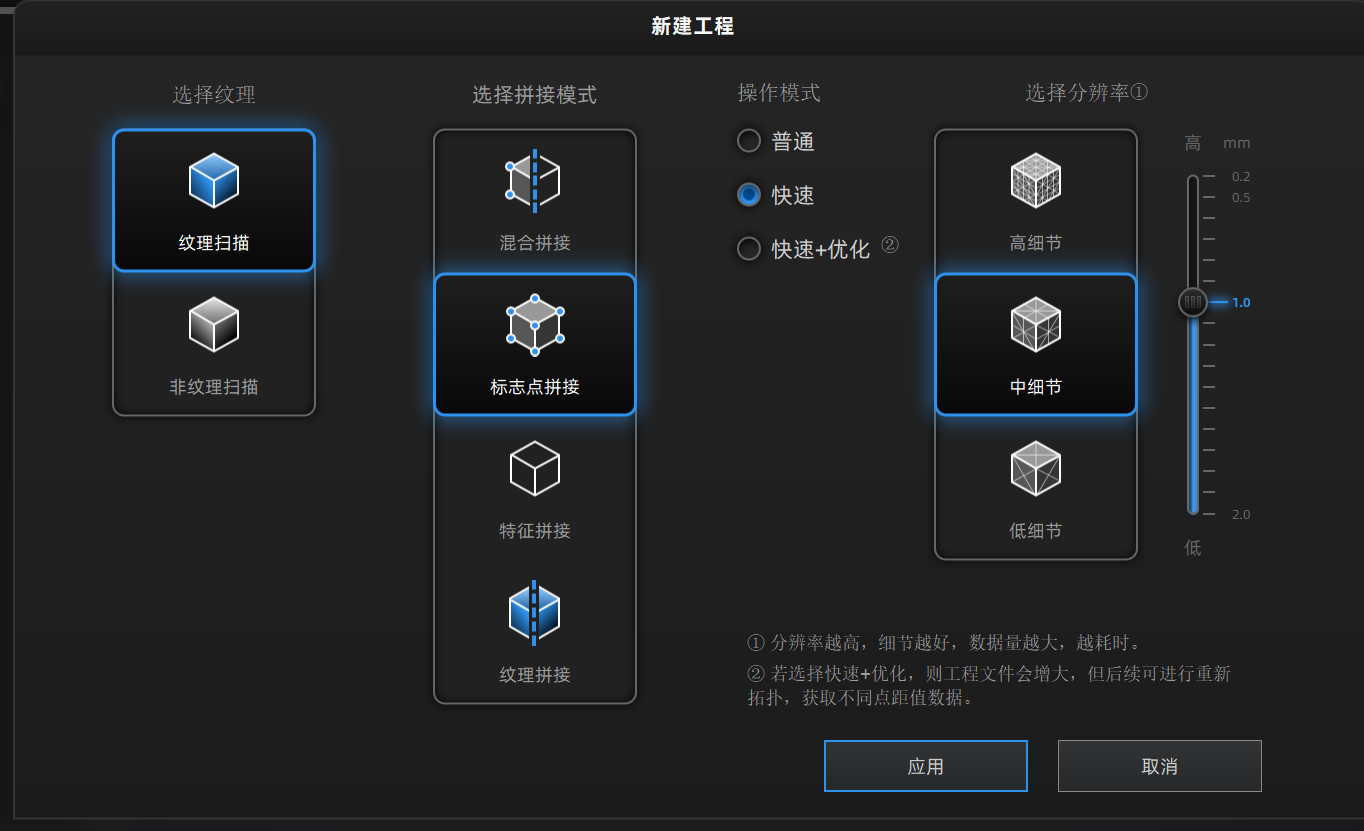 新建工程
选择纹理
纹理扫描
非纹理扫描
选择拼接模式
混合拼接
标志点拼接
特征拼接
纹理拼接
操作模式
普通
快速
快速+优化 ②
选择分辨率①
高细节
中细节
低细节
高 mm
0.2
0.5
1.0
2.0
低
① 分辨率越高，细节越好，数据量越大，越耗时。
② 若选择快速+优化，则工程文件会增大，但后续可进行重新
拓扑，获取不同点距值数据。
应用
取消